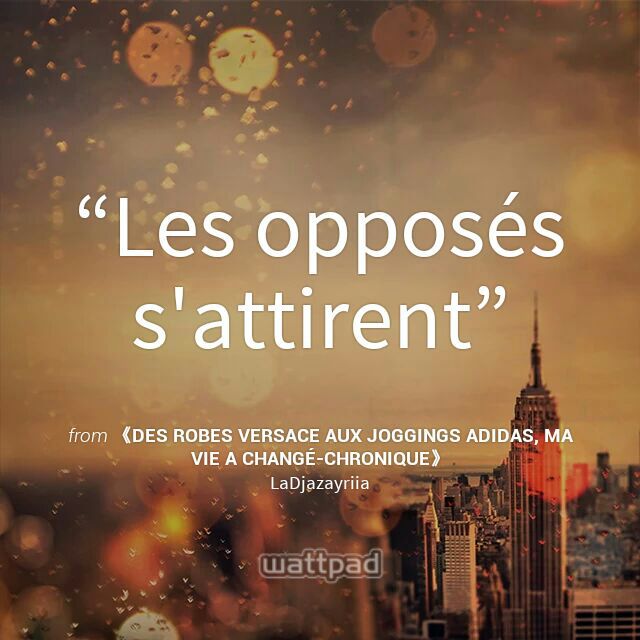 “Les opposés
s'attirent”
from 《DES ROBES VERSACE AUX JOGGINGS ADIDAS, MA
VIE A CHANGÉ-CHRONIQUE》
LaDjazayriia
wattpad